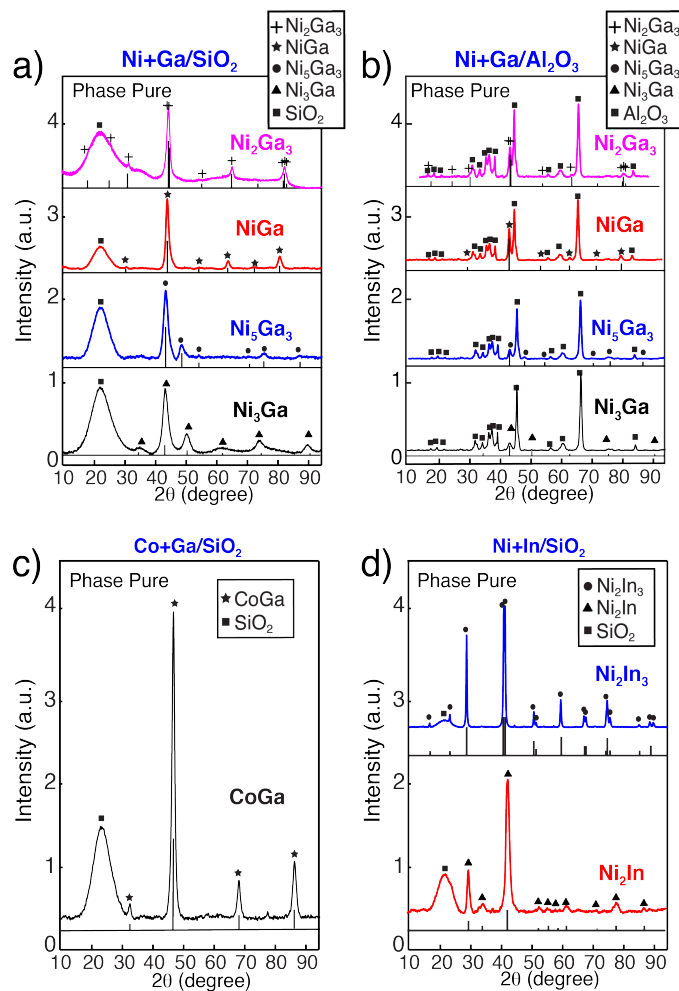 a)
Ni+Ga/SiO₂
Ni₂Ga₃
NiGa
Ni₅Ga₃
Ni₃Ga
SiO₂
Phase Pure
Ni₂Ga₃
NiGa
Ni₅Ga₃
Ni₃Ga
Intensity (a.u.)
4
3
2
1
0
10 20 30 40 50 60 70 80 90
2θ (degree)
b)
Ni+Ga/Al₂O₃
Ni₂Ga₃
NiGa
Ni₅Ga₃
Ni₃Ga
Al₂O₃
Phase Pure
Ni₂Ga₃
NiGa
Ni₅Ga₃
Ni₃Ga
Intensity (a.u.)
4
3
2
1
0
10 20 30 40 50 60 70 80 90
2θ (degree)
c)
Co+Ga/SiO₂
Phase Pure
CoGa
SiO₂
CoGa
Intensity (a.u.)
4
3
2
1
0
10 20 30 40 50 60 70 80 90
2θ (degree)
d)
Ni+In/SiO₂
Phase Pure
Ni₂In₃
Ni₂In
SiO₂
Ni₂In₃
Ni₂In
Intensity (a.u.)
4
3
2
1
0
10 20 30 40 50 60 70 80 90
2θ (degree)